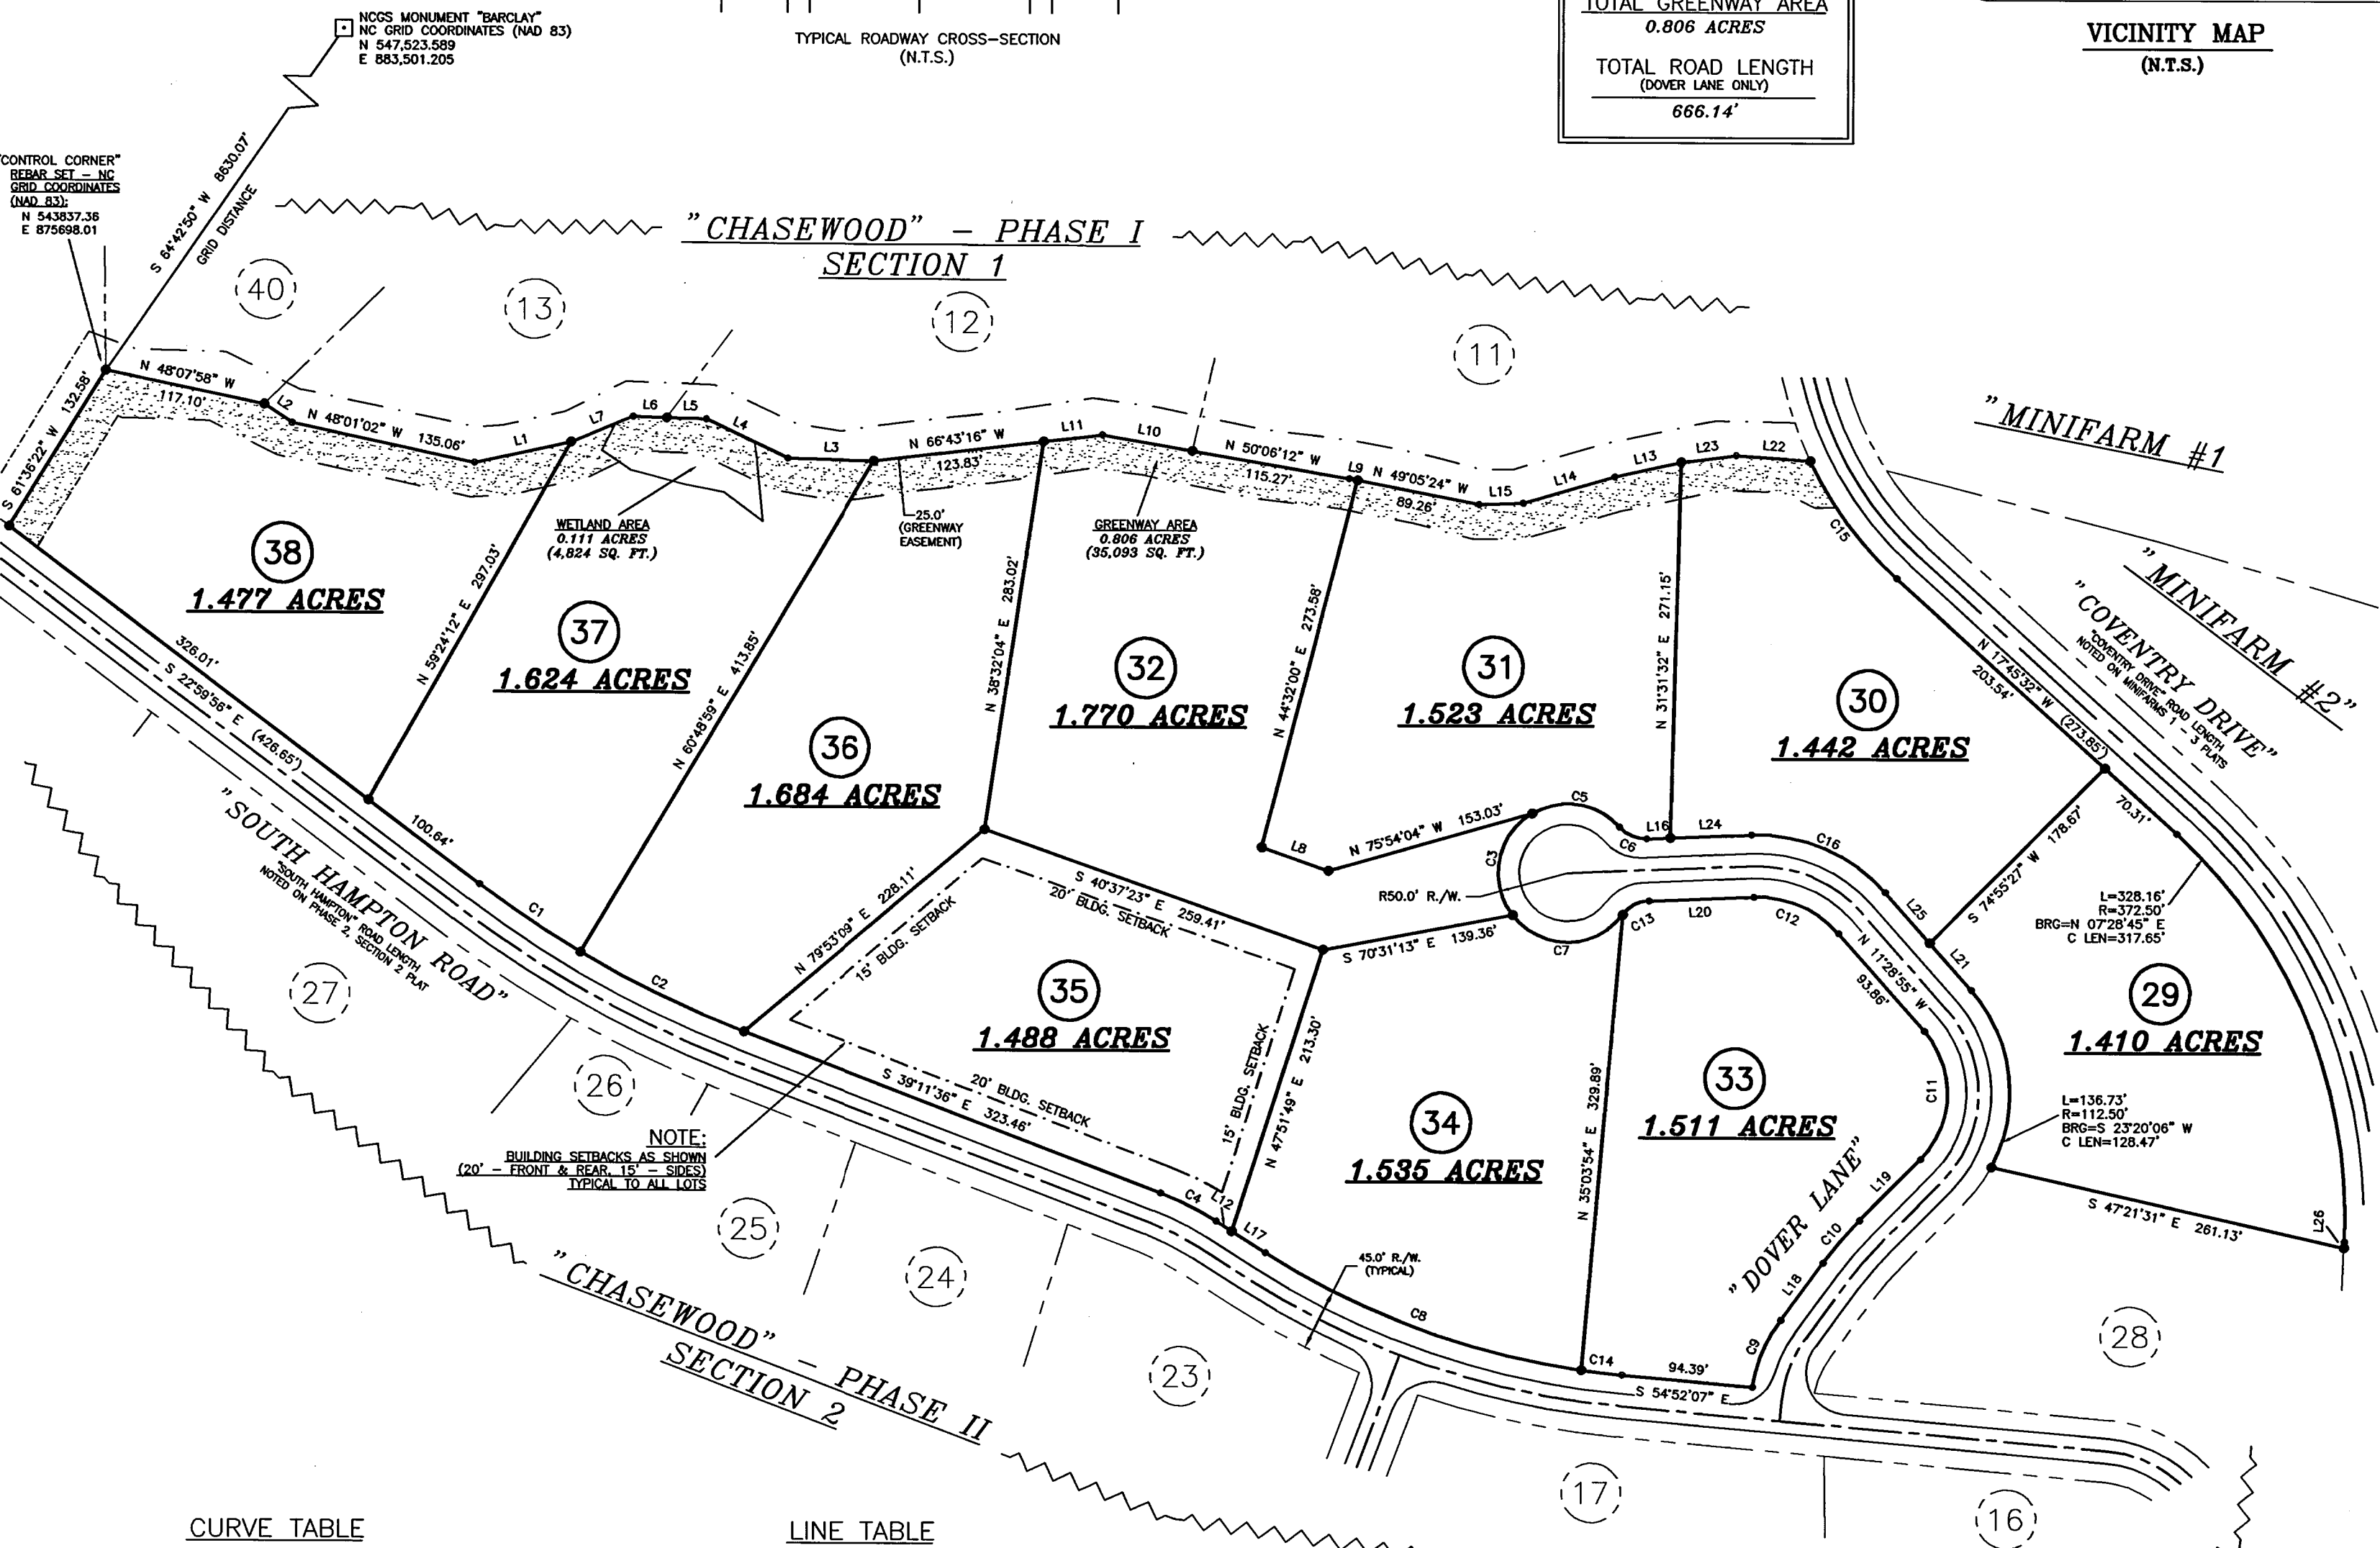 NCGS MONUMENT "BARCLAY"
NC GRID COORDINATES (NAD 83)
N 547,523.589
E 883,501.205
TYPICAL ROADWAY CROSS-SECTION
(N.T.S.)
TOTAL GREENWAY AREA
0.806 ACRES
TOTAL ROAD LENGTH
(DOVER LANE ONLY)
666.14'
VICINITY MAP
(N.T.S.)
"CONTROL CORNER"
REBAR SET - NC
GRID COORDINATES
(NAD 83):
N 543837.36
E 875698.01
S 64°42'50" W 8630.07'
GRID DISTANCE
"CHASEWOOD" - PHASE I
SECTION 1
40
13
12
11
"MINIFARM #1
"MINIFARM #2"
"COVENTRY DRIVE"
"COVENTRY DRIVE" ROAD LENGTH
NOTED ON MINIFARMS 1 - 3 PLATS
S 61°36'22" W 132.58'
N 48°07'58" W
117.10'
L2
N 48°01'02" W 135.06'
L1
L7
L6
L5
L4
L3
N 66°43'16" W
123.83'
L11
L10
N 50°06'12" W
115.27'
L9
N 49°05'24" W
89.26'
L15
L14
L13
L23
L22
C15
N 17°45'32" W (273.85')
203.54'
70.31'
WETLAND AREA
0.111 ACRES
(4,824 SQ. FT.)
25.0'
(GREENWAY
EASEMENT)
GREENWAY AREA
0.806 ACRES
(35,093 SQ. FT.)
38
1.477 ACRES
N 59°24'12" E 297.03'
37
1.624 ACRES
N 60°48'59" E 413.85'
36
1.684 ACRES
N 38°32'04" E 283.02'
32
1.770 ACRES
N 44°32'00" E 273.58'
31
1.523 ACRES
N 31°31'32" E 271.15'
30
1.442 ACRES
326.01'
S 22°59'56" E (426.65')
100.64'
C1
C2
"SOUTH HAMPTON ROAD"
"SOUTH HAMPTON" ROAD LENGTH
NOTED ON PHASE 2, SECTION 2 PLAT
N 79°53'09" E 228.11'
15' BLDG. SETBACK
S 40°37'23" E 259.41'
20' BLDG. SETBACK
L8
N 75°54'04" W 153.03'
C5
C3
C6
L16
L24
C16
R50.0' R./W.
S 70°31'13" E 139.36'
C7
C13
L20
C12
N 11°28'55" W
93.86'
L25
L21
S 74°55'27" W 178.67'
L=328.16'
R=372.50'
BRG=N 07°28'45" E
C LEN=317.65'
29
1.410 ACRES
L=136.73'
R=112.50'
BRG=S 23°20'06" W
C LEN=128.47'
S 47°21'31" E 261.13'
L26
35
1.488 ACRES
20' BLDG. SETBACK
S 39°11'36" E 323.46'
15' BLDG. SETBACK
N 47°51'49" E 213.30'
C4
L12
L17
34
1.535 ACRES
N 35°03'54" E 329.89'
33
1.511 ACRES
C11
L19
C10
L18
C9
"DOVER LANE"
NOTE:
BUILDING SETBACKS AS SHOWN
(20' - FRONT & REAR, 15' - SIDES)
TYPICAL TO ALL LOTS
45.0' R./W.
(TYPICAL)
C8
C14
94.39'
S 54°52'07" E
27
26
25
24
23
28
17
16
"CHASEWOOD" - PHASE II
SECTION 2
CURVE TABLE
LINE TABLE